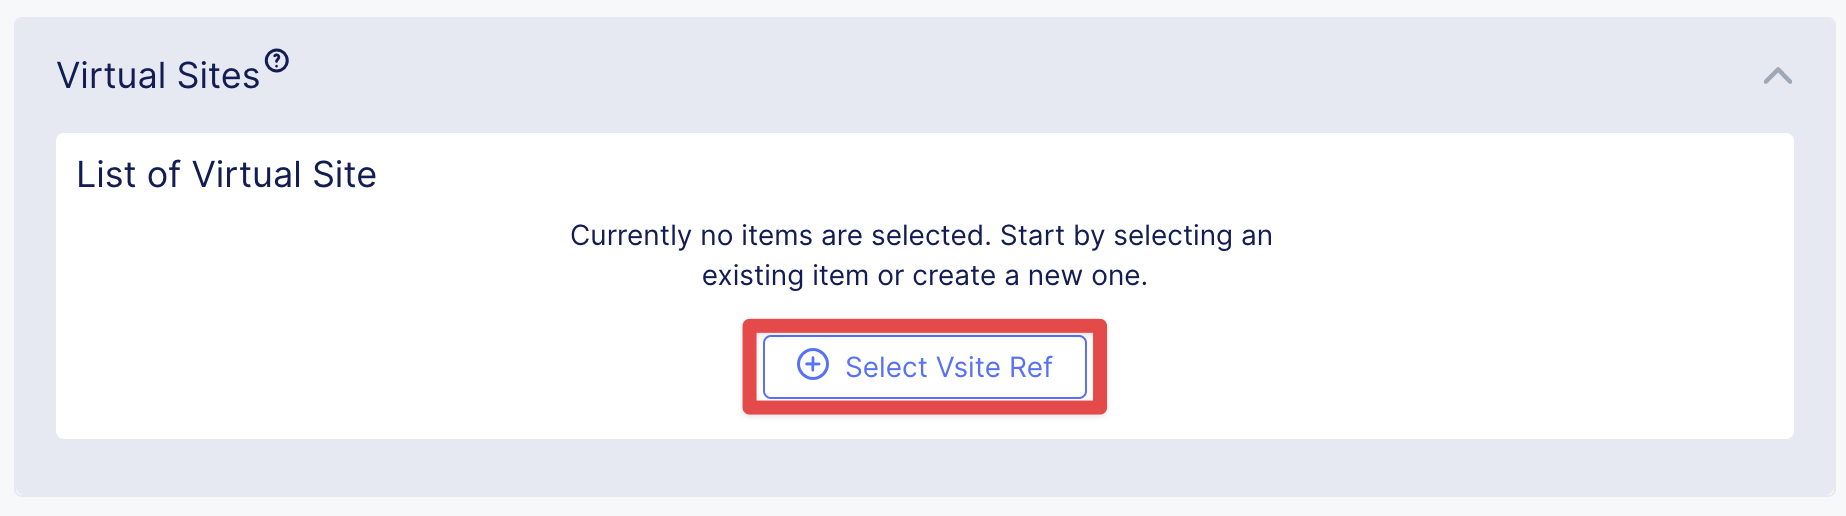 Virtual Sites
List of Virtual Site
Currently no items are selected. Start by selecting an
existing item or create a new one.
Select Vsite Ref